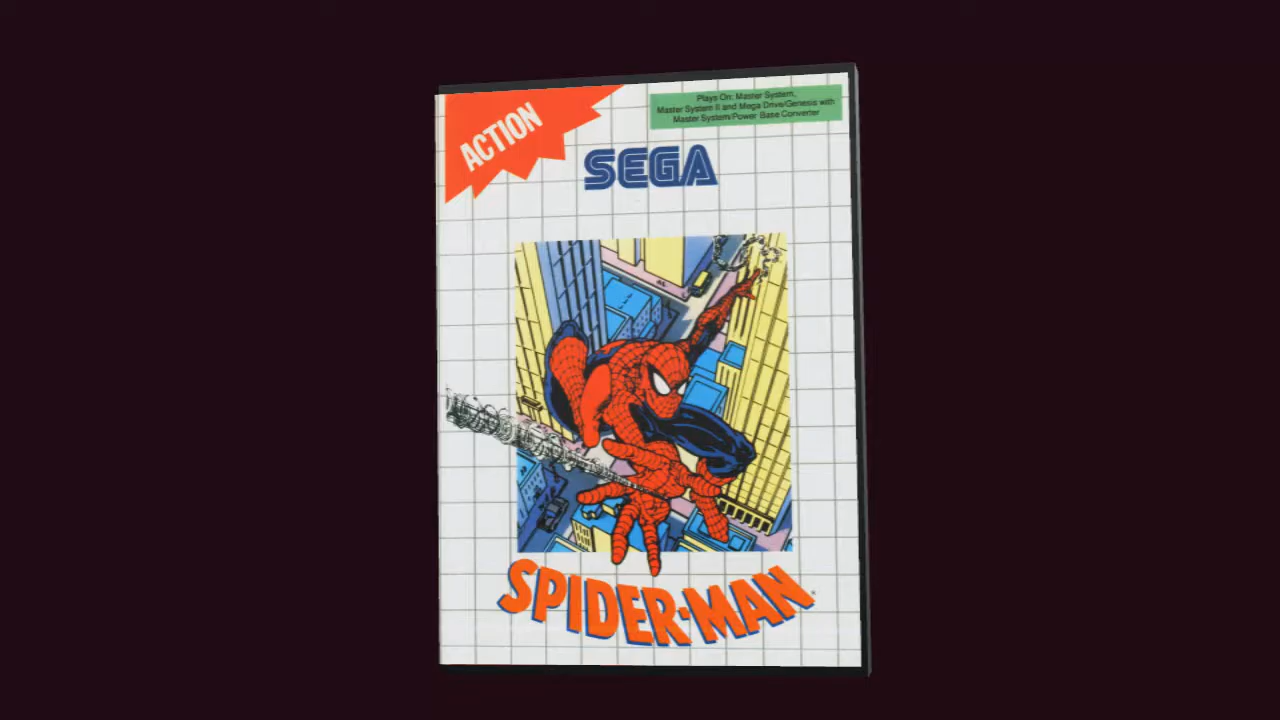 ACTION
Plays On: Master System,
Master System II and Mega Drive/Genesis with
Master System/Power Base Converter
SEGA
SPIDER-MAN